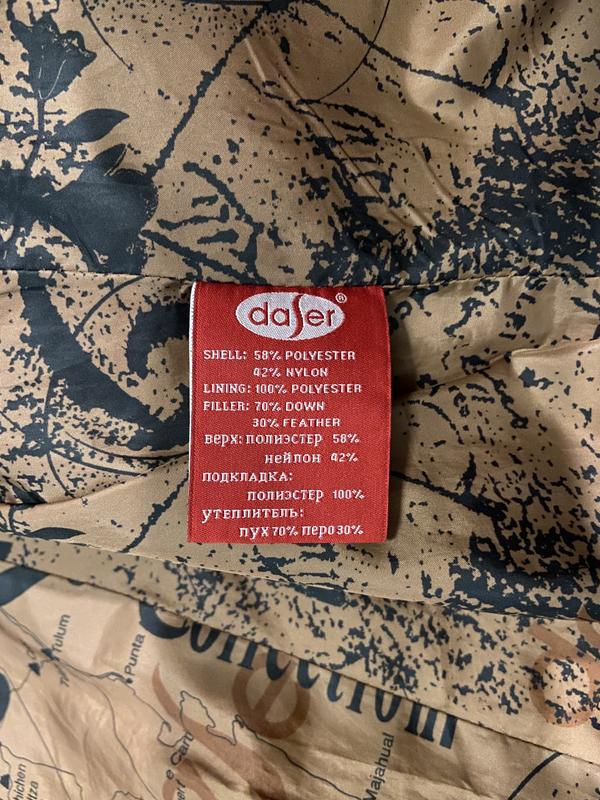 daser®
SHELL: 58% POLYESTER
42% NYLON
LINING: 100% POLYESTER
FILLER: 70% DOWN
30% FEATHER
верх: полиэстер 58%
нейлон 42%
подкладка:
полиэстер 100%
утеплитель:
пух 70% перо 30%
Tulum
Punta
Collection
Majahual